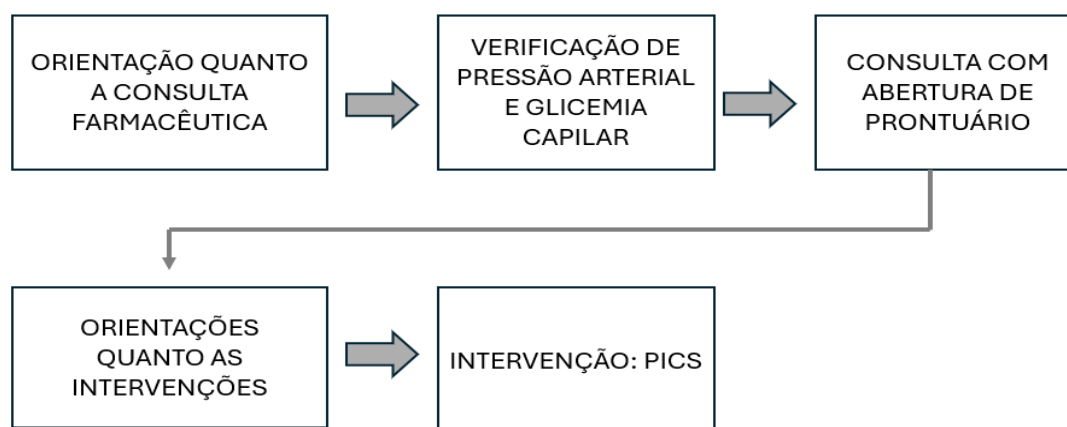 ORIENTAÇÃO QUANTO
A CONSULTA
FARMACÊUTICA
VERIFICAÇÃO DE
PRESSÃO ARTERIAL
E GLICEMIA
CAPILAR
CONSULTA COM
ABERTURA DE
PRONTUÁRIO
ORIENTAÇÕES
QUANTO AS
INTERVENÇÕES
INTERVENÇÃO: PICS